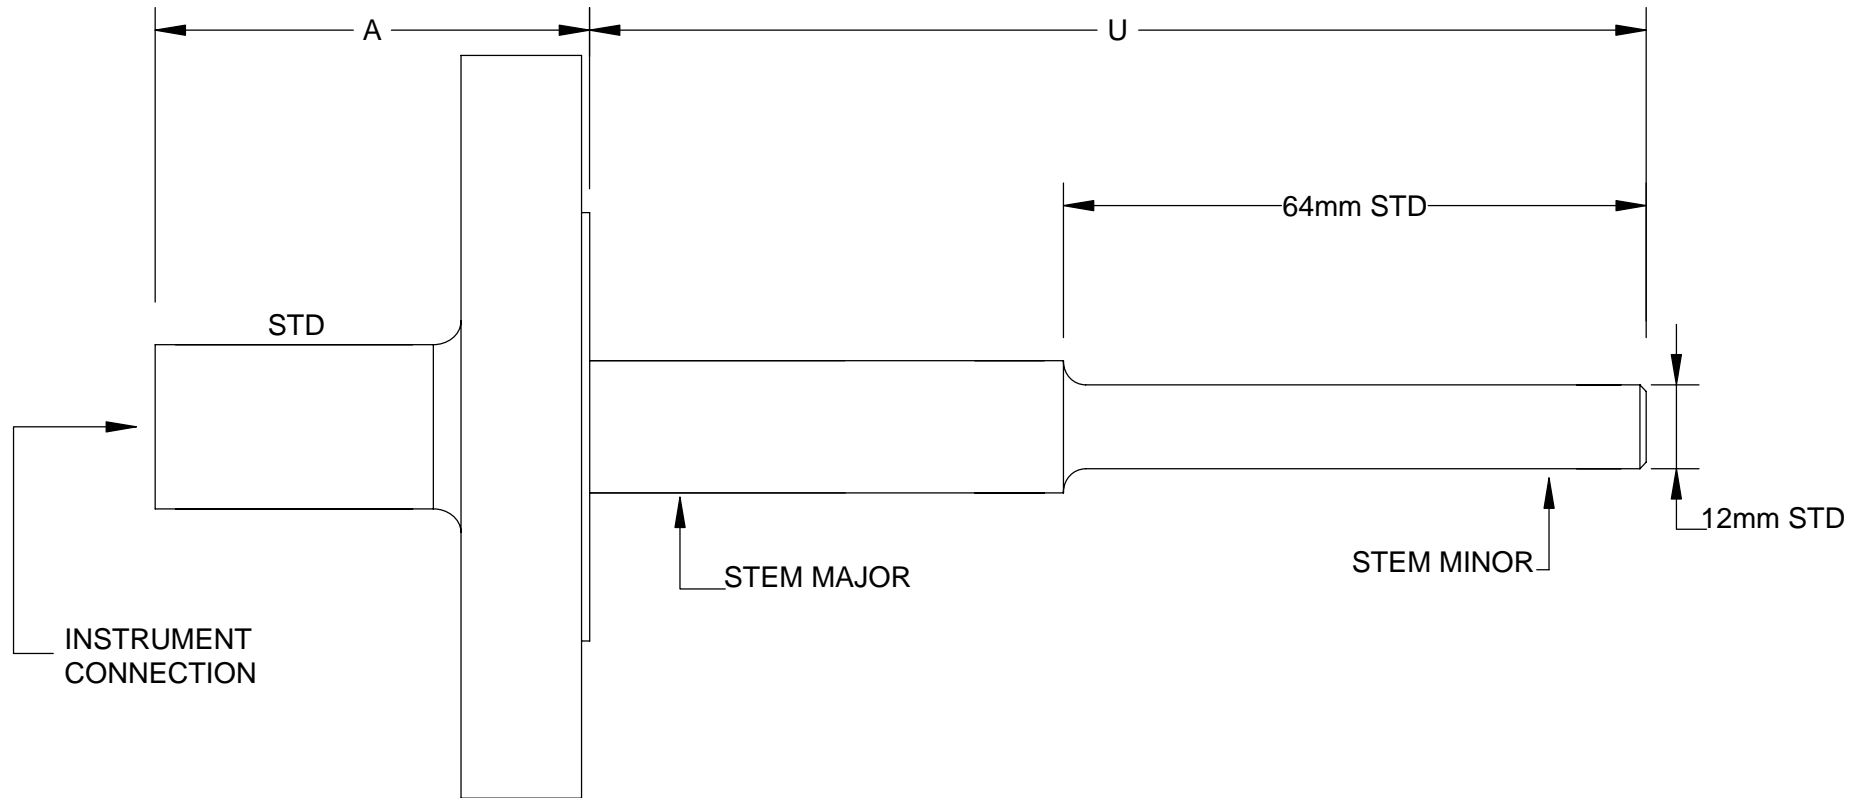 A
U
64mm STD
STD
12mm STD
STEM MINOR
STEM MAJOR
INSTRUMENT
CONNECTION